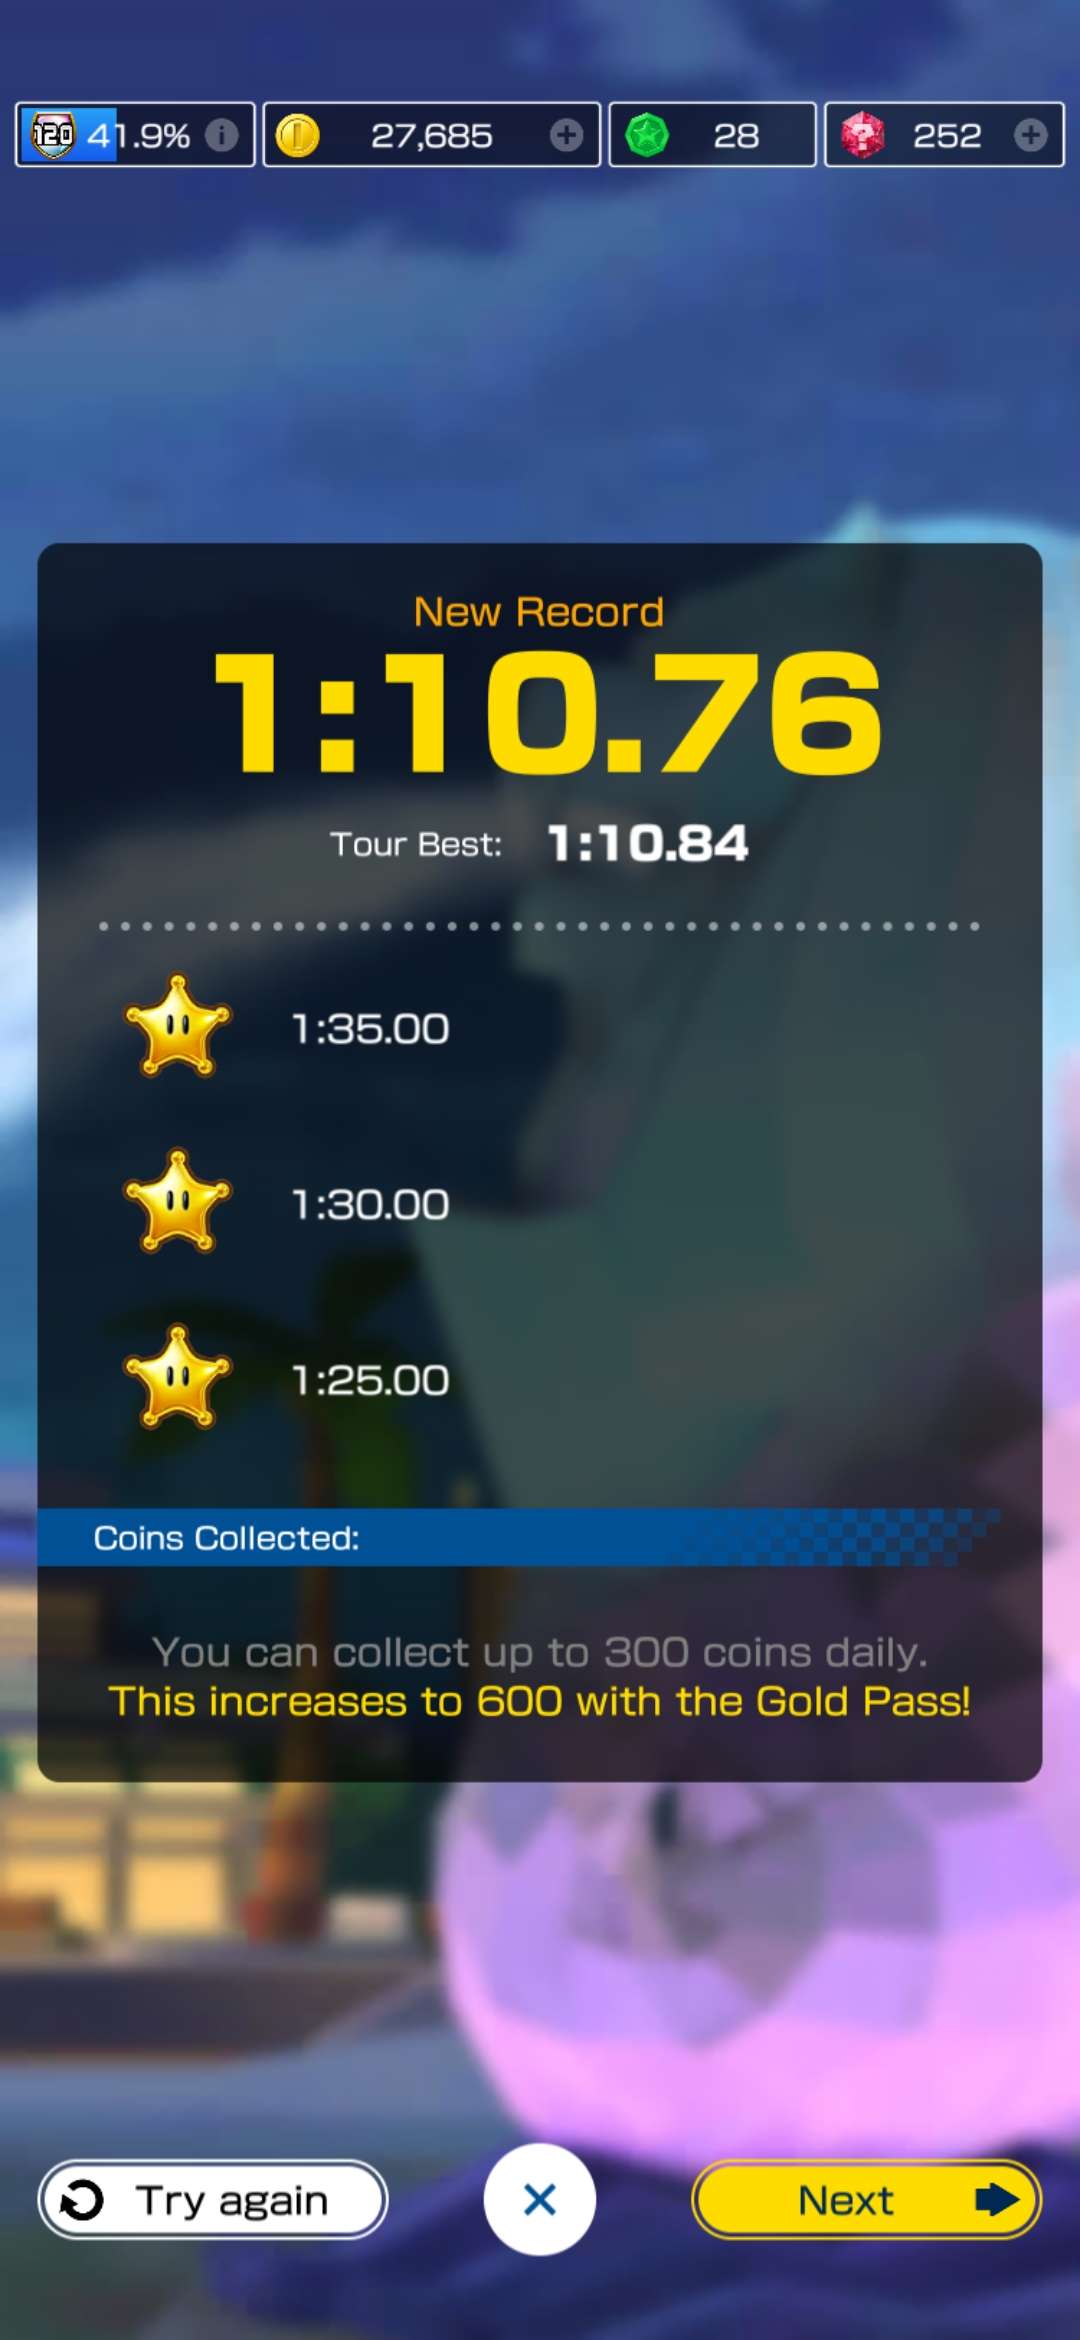 120 41.9% i 27,685 + 28 ? 252 +
New Record
1:10.76
Tour Best: 1:10.84
1:35.00
1:30.00
1:25.00
Coins Collected:
You can collect up to 300 coins daily.
This increases to 600 with the Gold Pass!
Try again × Next